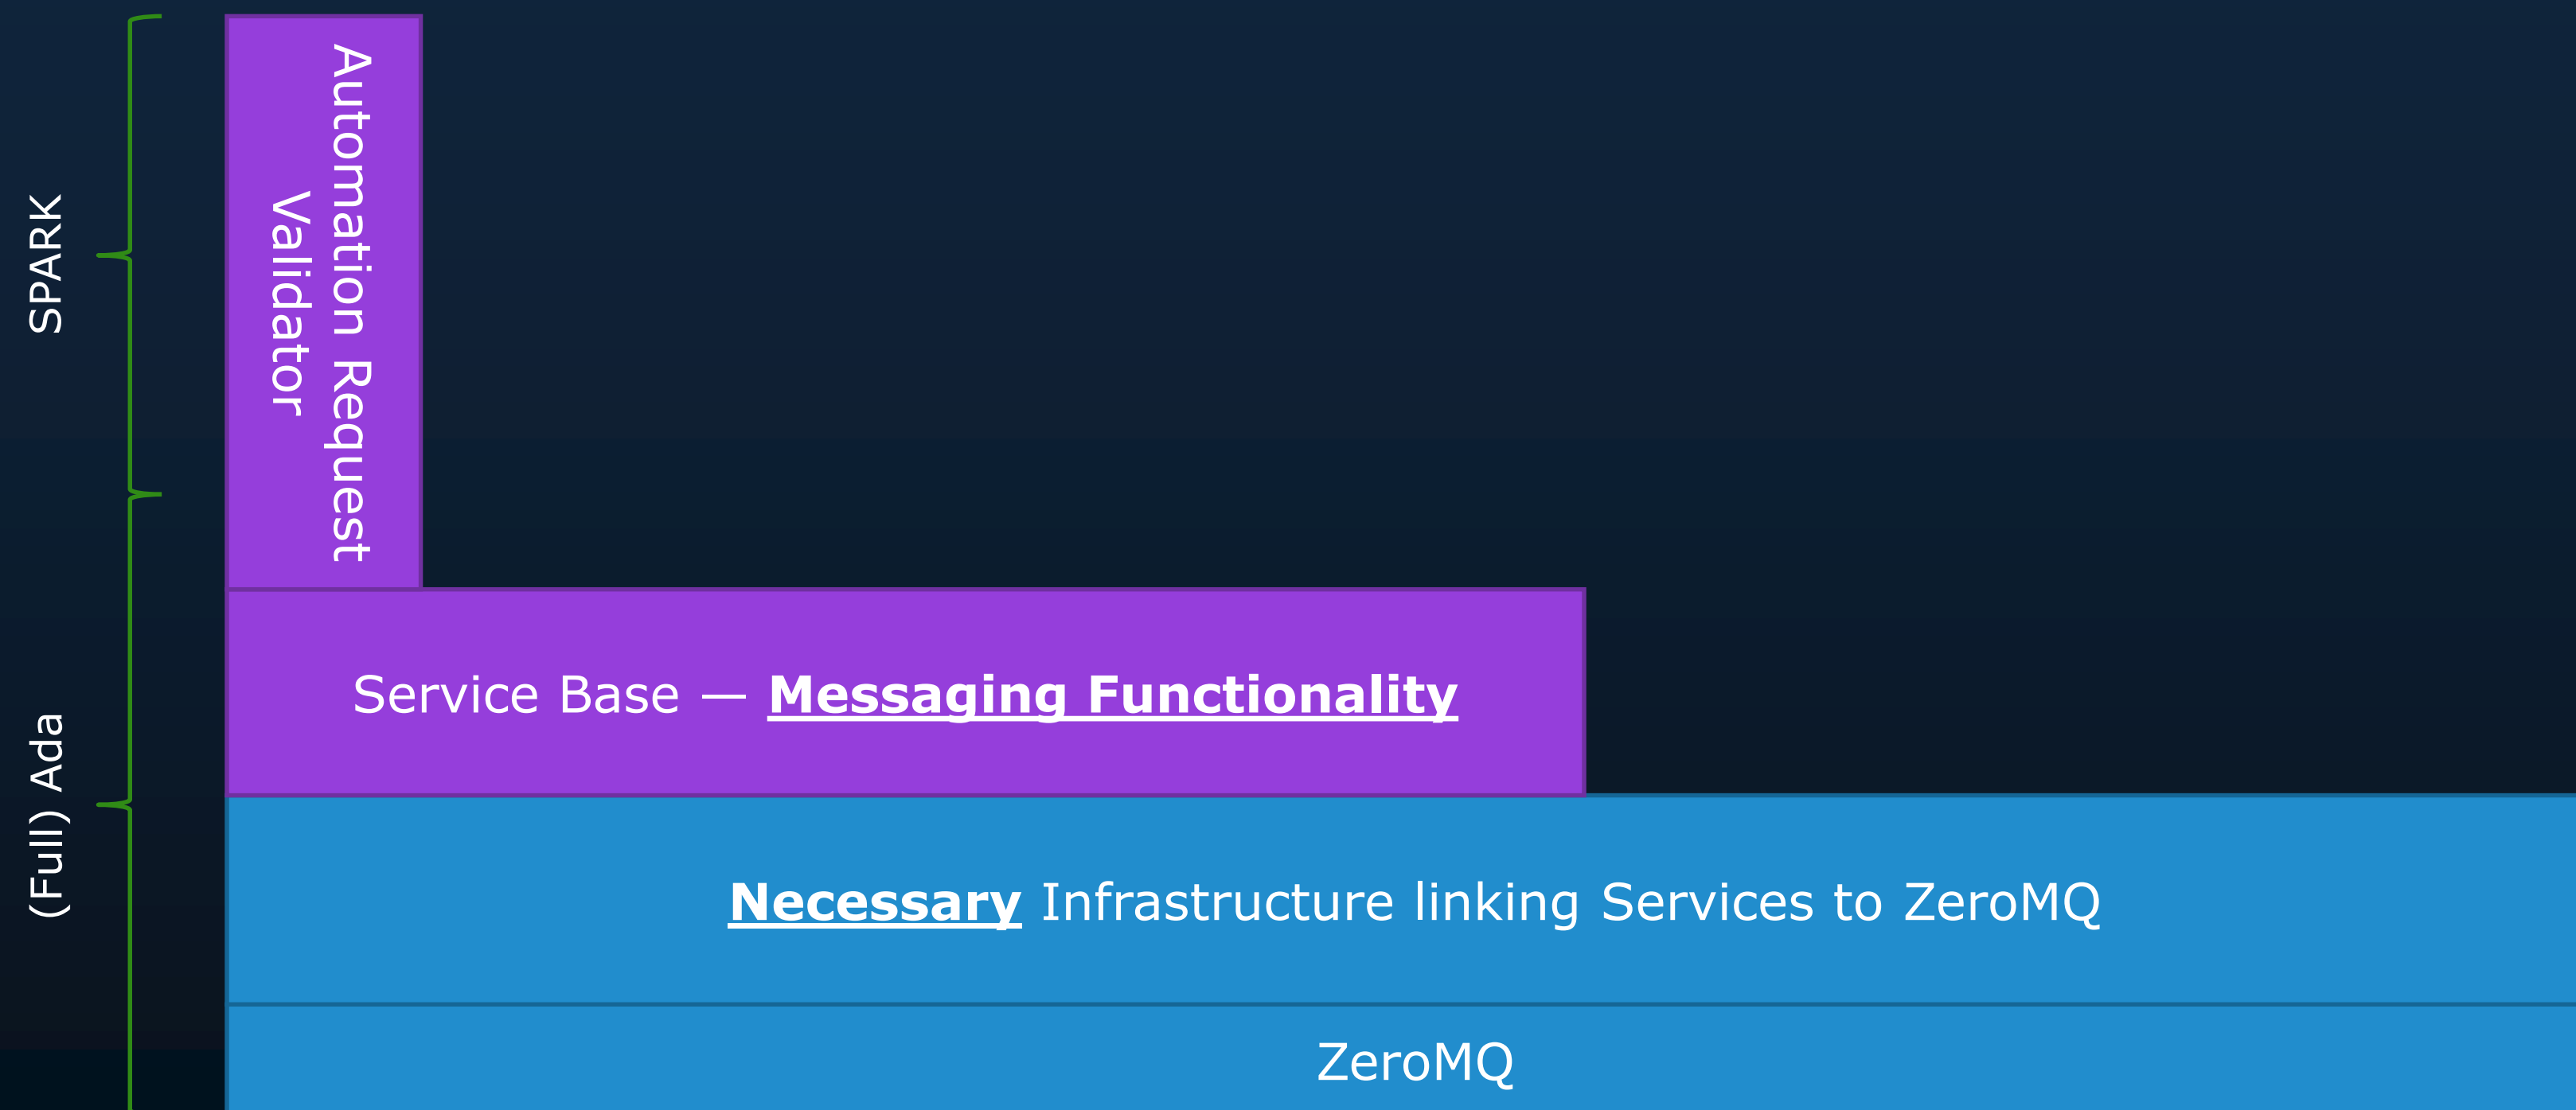 SPARK
Automation Request
Validator
(Full) Ada
Service Base — Messaging Functionality
Necessary Infrastructure linking Services to ZeroMQ
ZeroMQ